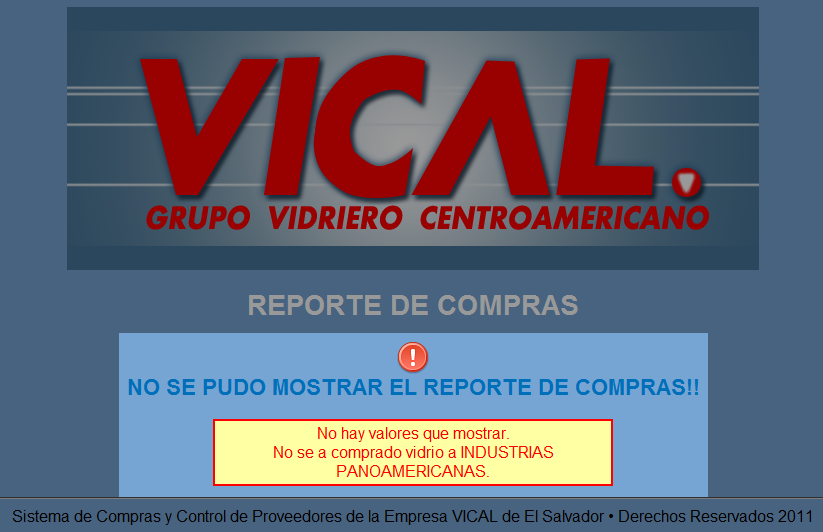 VICAL.
GRUPO VIDRIERO CENTROAMERICANO
REPORTE DE COMPRAS
NO SE PUDO MOSTRAR EL REPORTE DE COMPRAS!!
No hay valores que mostrar.
No se a comprado vidrio a INDUSTRIAS
PANOAMERICANAS.
Sistema de Compras y Control de Proveedores de la Empresa VICAL de El Salvador • Derechos Reservados 2011